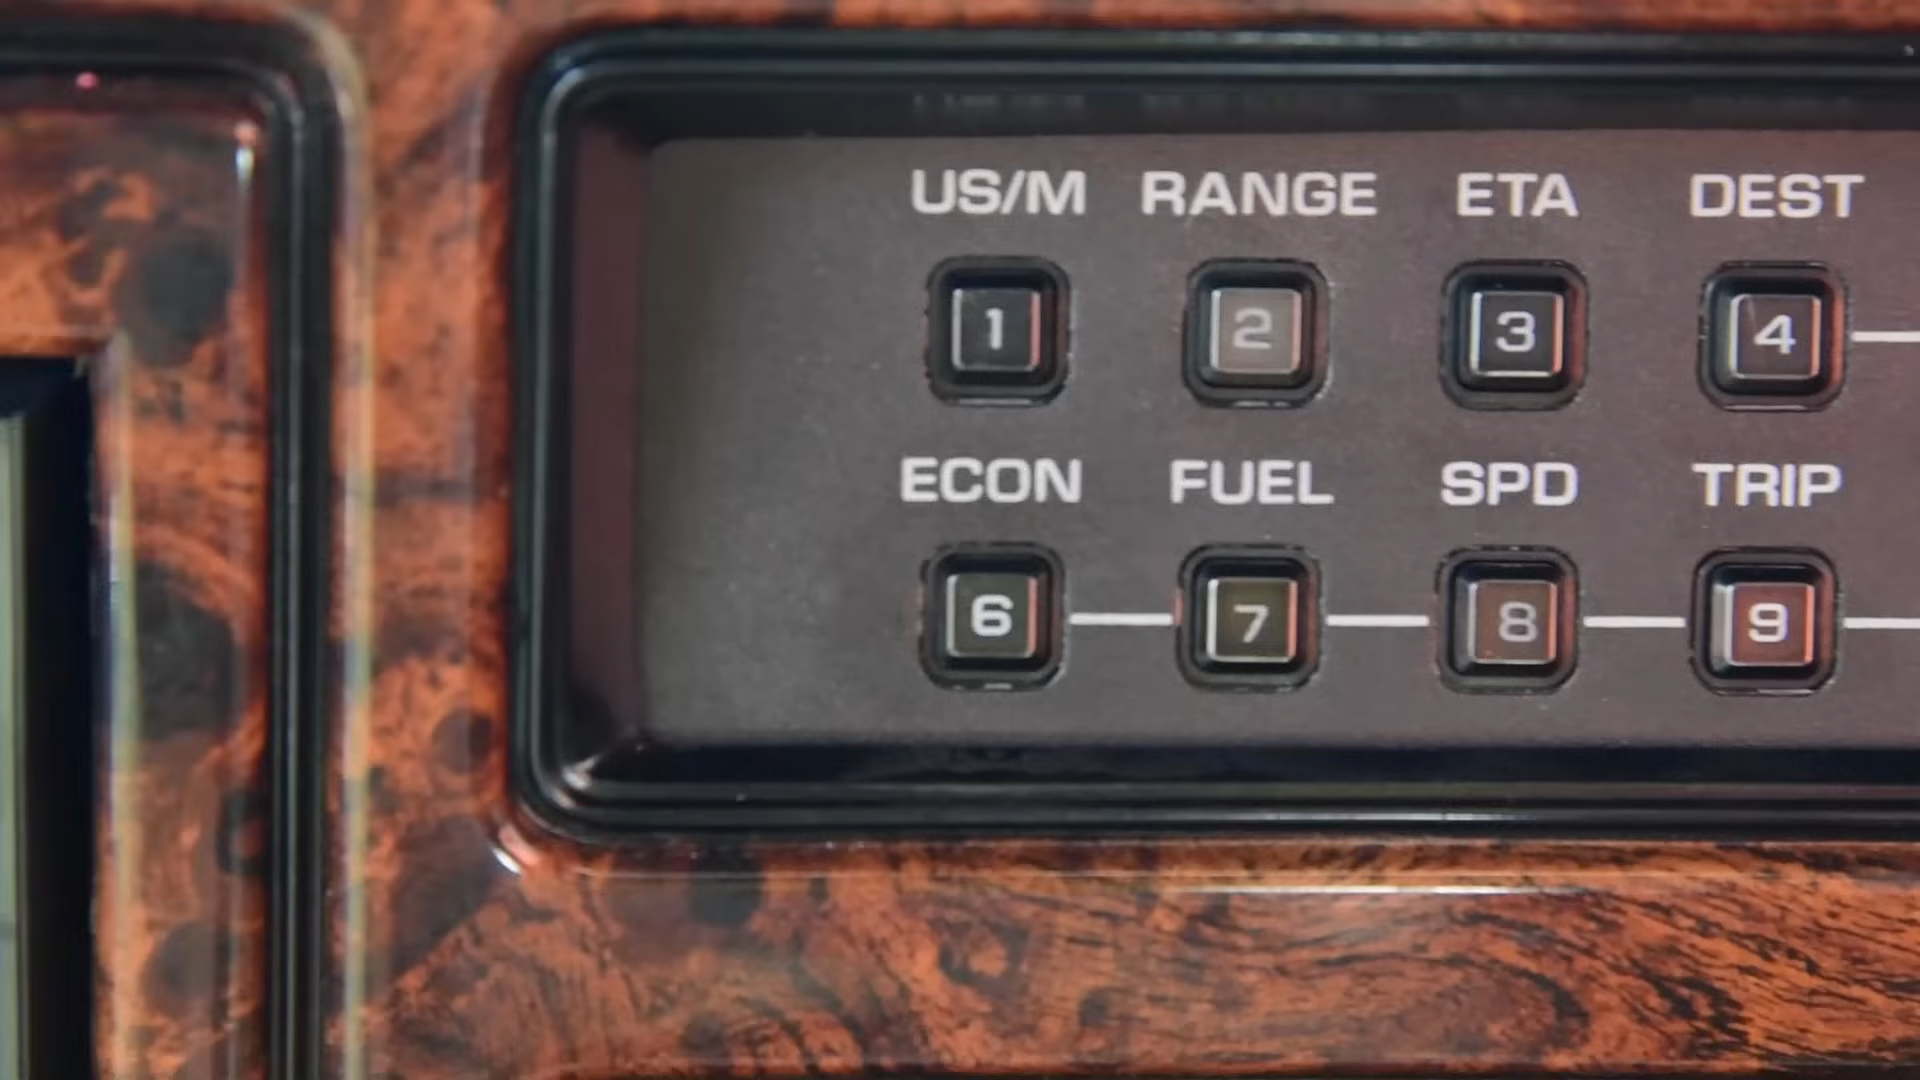 US/M RANGE ETA DEST
1 2 3 4
ECON FUEL SPD TRIP
6 7 8 9